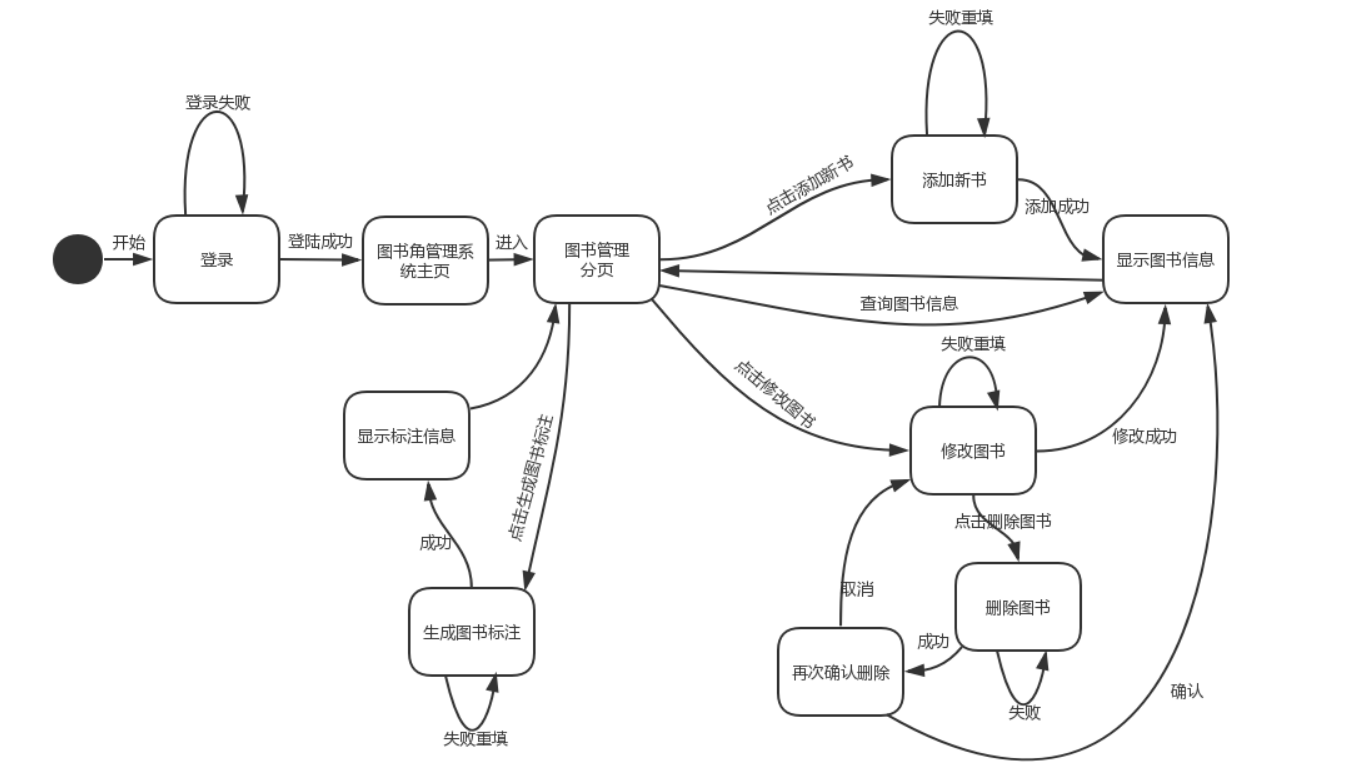 失败重填
登录失败
点击添加新书
添加新书
添加成功
开始
登录
登陆成功
图书角管理系
统主页
进入
图书管理
分页
显示图书信息
查询图书信息
失败重填
点击修改图书
修改图书
修改成功
显示标注信息
点击生成图书标注
点击删除图书
成功
取消
删除图书
生成图书标注
成功
再次确认删除
确认
失败
失败重填